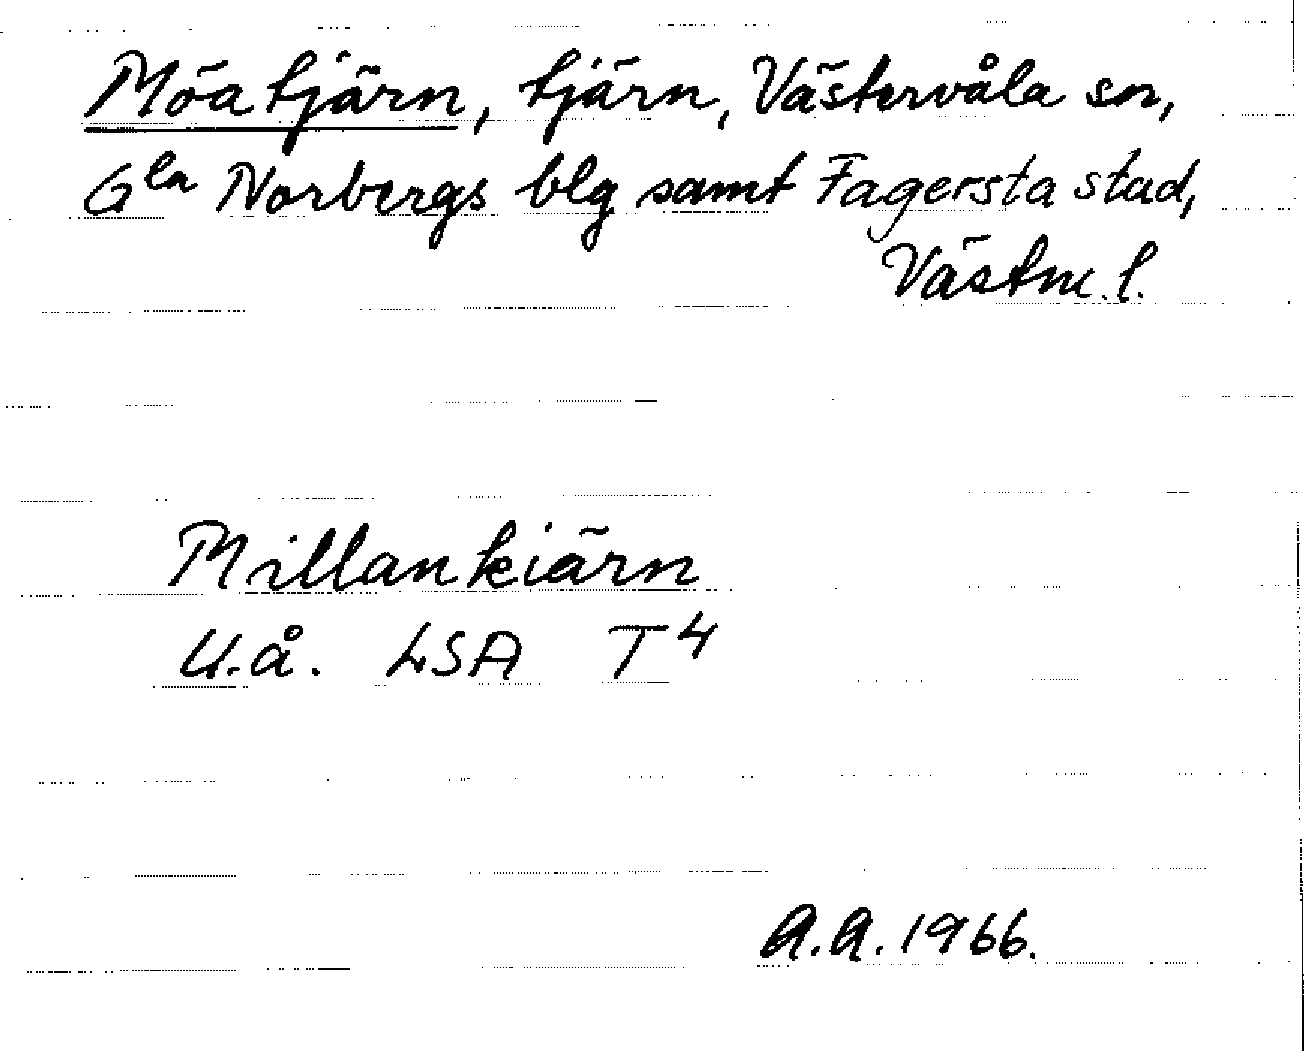 Möatjärn, tjärn, Västervåla sn,
Gla Norbergs blg samt Fagersta stad,
Västm. l.
Millankiärn
U.å. LSA T4
A.A. 1966.